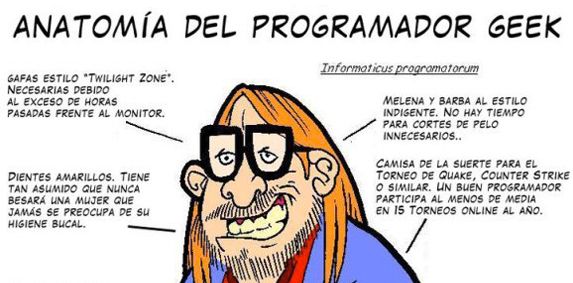 ANATOMÍA DEL PROGRAMADOR GEEK
Informaticus programatorum
GAFAS ESTILO "TWILIGHT ZONE".
NECESARIAS DEBIDO
AL EXCESO DE HORAS
PASADAS FRENTE AL MONITOR.
MELENA Y BARBA AL ESTILO
INDIGENTE. NO HAY TIEMPO
PARA CORTES DE PELO
INNECESARIOS..
DIENTES AMARILLOS. TIENE
TAN ASUMIDO QUE NUNCA
BESARÁ UNA MUJER QUE
JAMÁS SE PREOCUPA DE SU
HIGIENE BUCAL.
CAMISA DE LA SUERTE PARA EL
TORNEO DE QUAKE, COUNTER STRIKE
O SIMILAR. UN BUEN PROGRAMADOR
PARTICIPA AL MENOS DE MEDIA
EN 15 TORNEOS ONLINE AL AÑO.